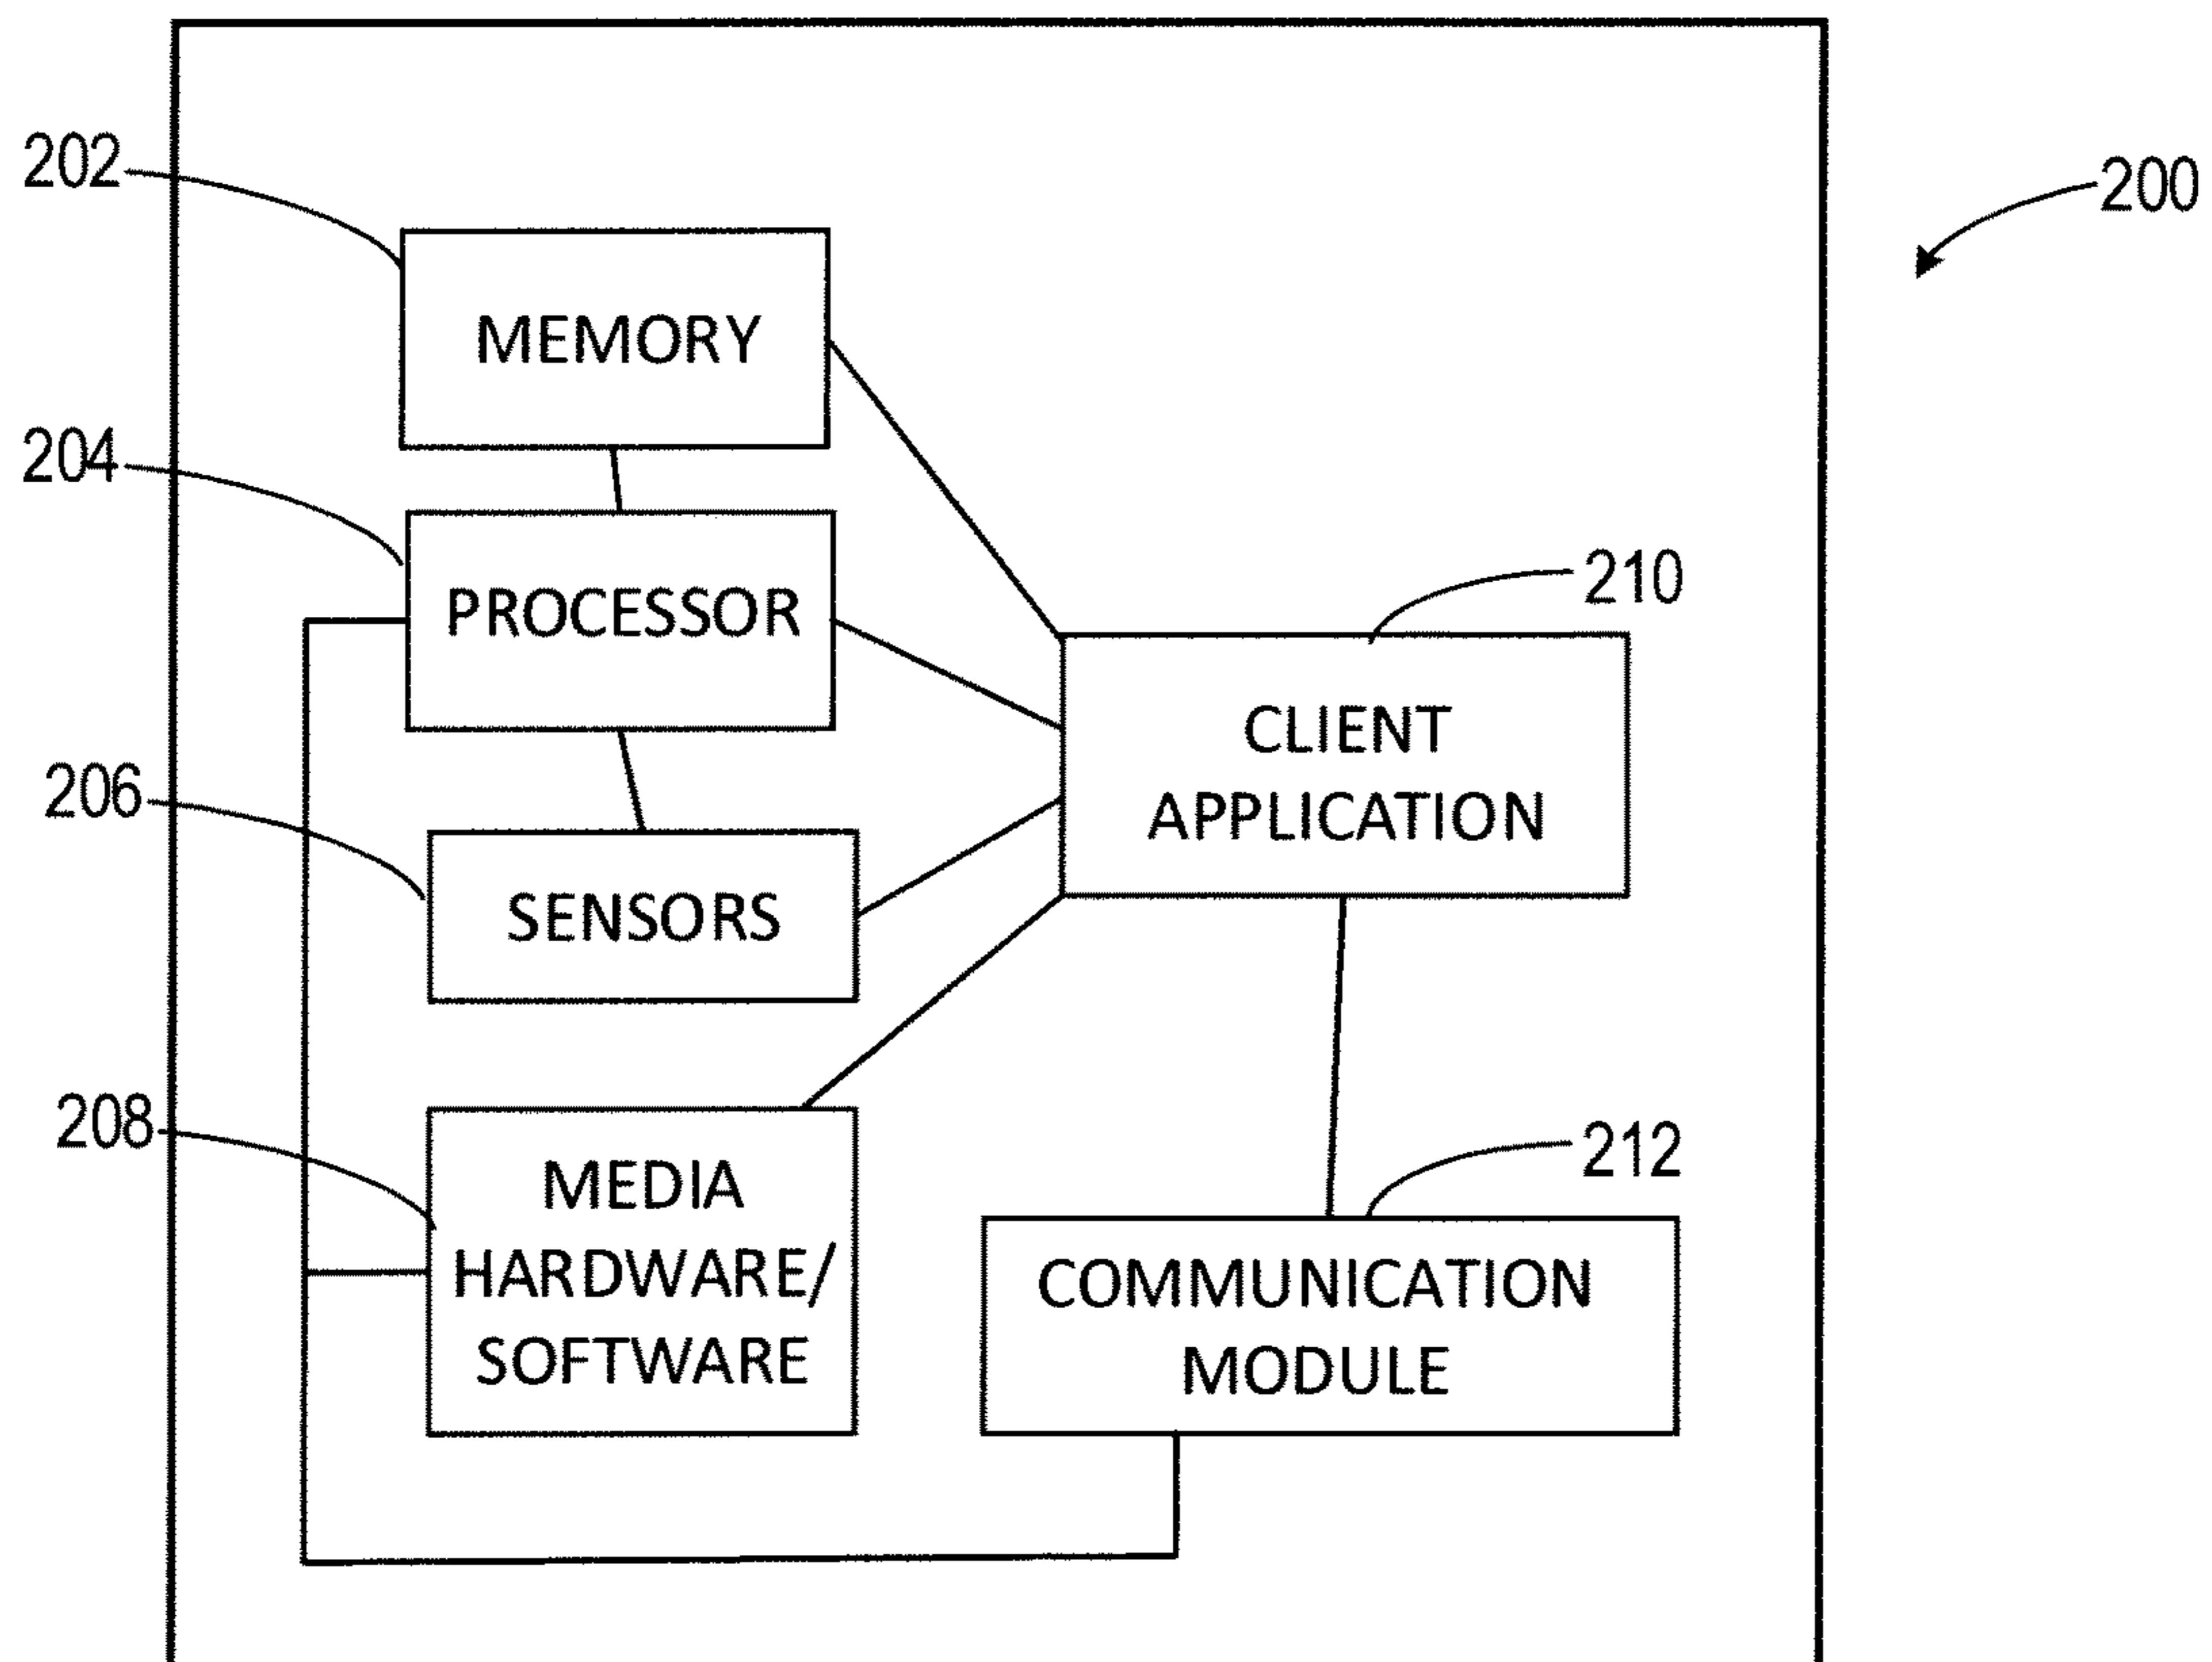 202
200
MEMORY
204
PROCESSOR
210
CLIENT
APPLICATION
206
SENSORS
208
MEDIA
HARDWARE/
SOFTWARE
212
COMMUNICATION
MODULE